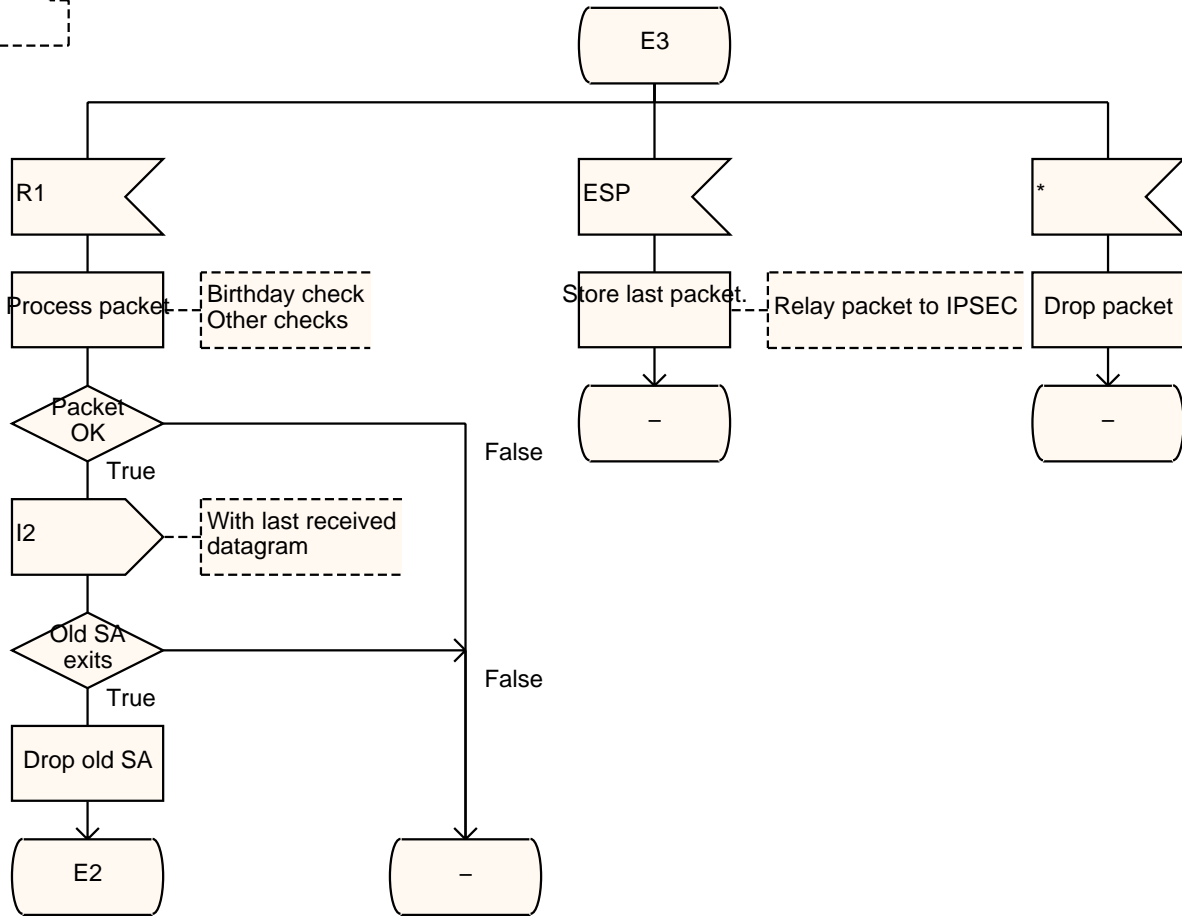 E3
R1
ESP
*
Process packet
Birthday check
Other checks
Store last packet.
Relay packet to IPSEC
Drop packet
Packet
OK
False
–
–
True
I2
With last received
datagram
Old SA
exits
False
True
Drop old SA
E2
–